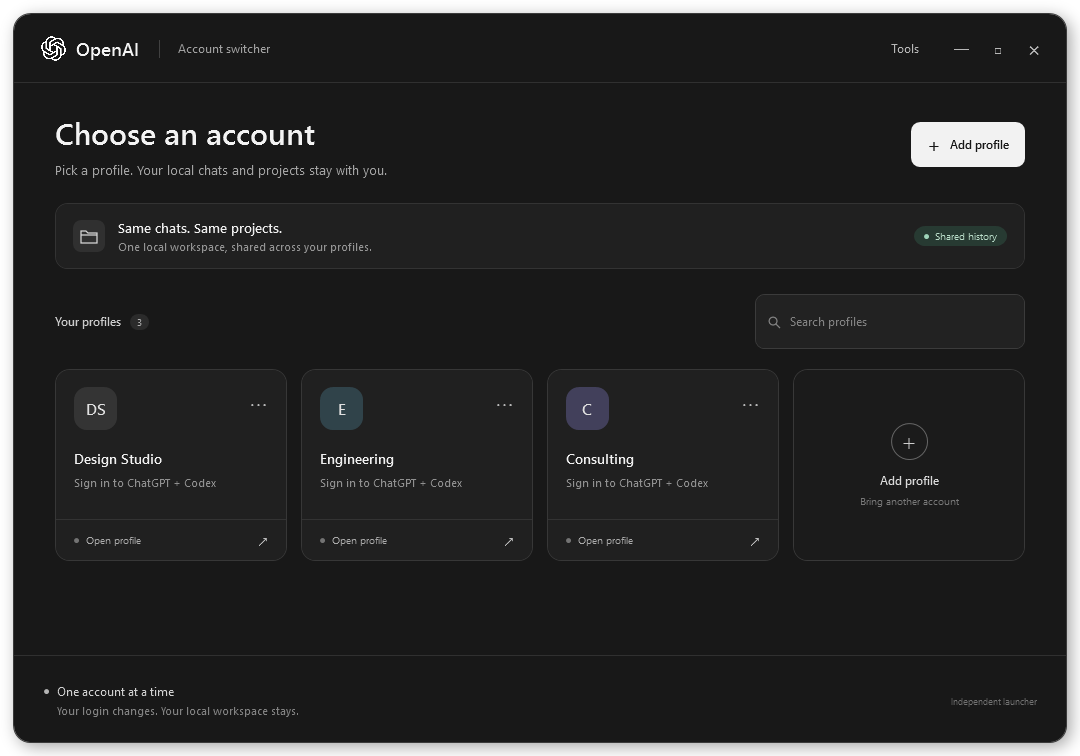 OpenAI
Account switcher
Tools
Choose an account
Pick a profile. Your local chats and projects stay with you.
+ Add profile
Same chats. Same projects.
One local workspace, shared across your profiles.
Shared history
Your profiles 3
Search profiles
DS
Design Studio
Sign in to ChatGPT + Codex
Open profile
E
Engineering
Sign in to ChatGPT + Codex
Open profile
C
Consulting
Sign in to ChatGPT + Codex
Open profile
+
Add profile
Bring another account
One account at a time
Your login changes. Your local workspace stays.
Independent launcher